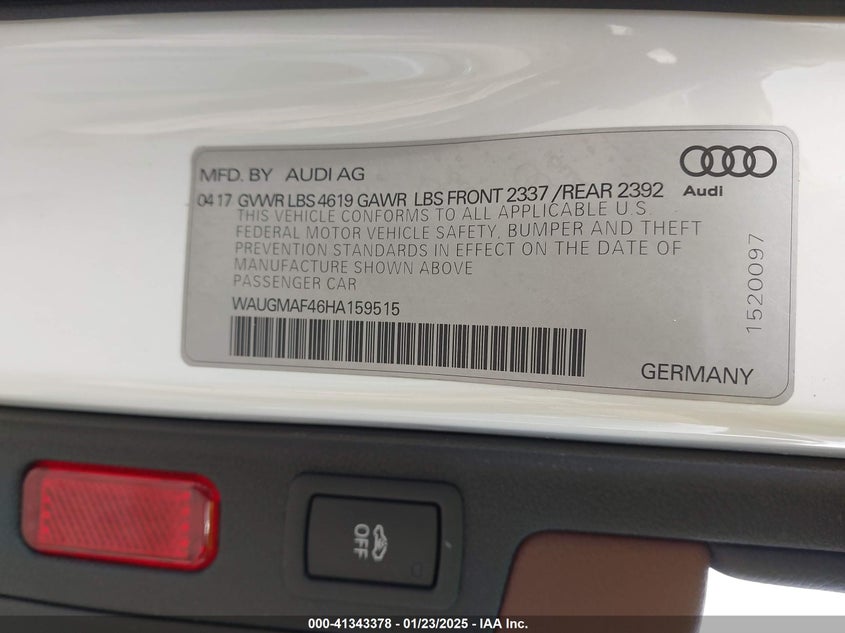 MFD. BY AUDI AG
Audi
04 17 GVWR LBS 4619 GAWR LBS FRONT 2337 /REAR 2392
THIS VEHICLE CONFORMS TO ALL APPLICABLE U.S.
FEDERAL MOTOR VEHICLE SAFETY, BUMPER AND THEFT
PREVENTION STANDARDS IN EFFECT ON THE DATE OF
MANUFACTURE SHOWN ABOVE
PASSENGER CAR
WAUGMAF46HA159515
1520097
GERMANY
OFF
000-41343378 - 01/23/2025 - IAA Inc.